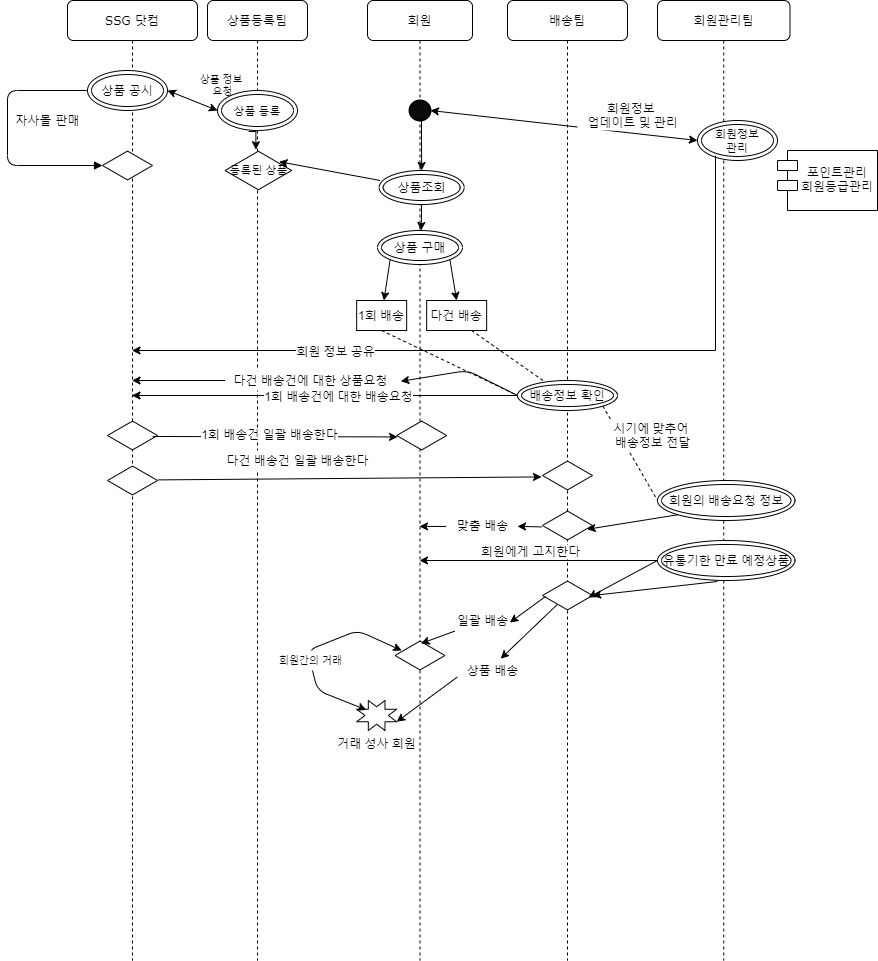 SSG 닷컴
상품등록팀
회원
배송팀
회원관리팀
상품 정보
요청
상품 공시
상품 등록
회원정보
업데이트 및 관리
자사몰 판매
회원정보
관리
등록된 상품
포인트관리
회원등급관리
상품조회
상품 구매
1회 배송
다건 배송
회원 정보 공유
다건 배송건에 대한 상품요청
1회 배송건에 대한 배송요청
배송정보 확인
1회 배송건 일괄 배송한다
시기에 맞추어
배송정보 전달
다건 배송건 일괄 배송한다
회원의 배송요청 정보
맞춤 배송
회원에게 고지한다
유통기한 만료 예정상품
일괄 배송
회원간의 거래
상품 배송
거래 성사 회원